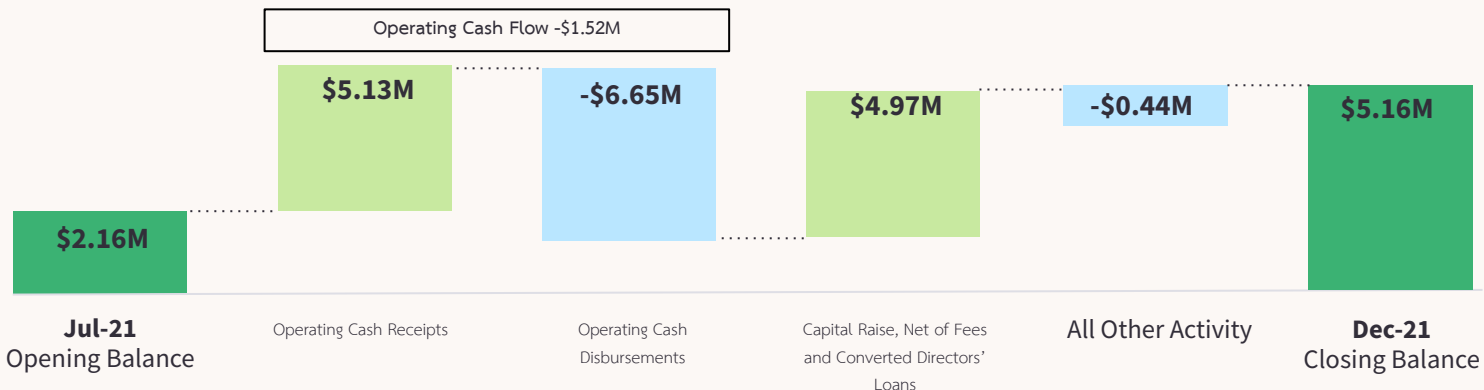 Operating Cash Flow -$1.52M
$5.13M
-$6.65M
$4.97M
-$0.44M
$5.16M
$2.16M
Jul-21
Opening Balance
Operating Cash Receipts
Operating Cash
Disbursements
Capital Raise, Net of Fees
and Converted Directors’
Loans
All Other Activity
Dec-21
Closing Balance